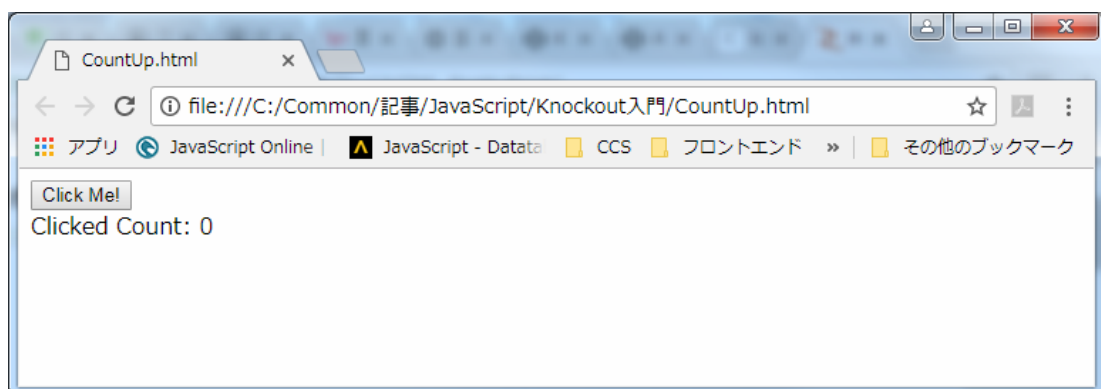 CountUp.html
file:///C:/Common/記事/JavaScript/Knockout入門/CountUp.html
アプリ JavaScript Online JavaScript - Datata CCS フロントエンド » その他のブックマーク
Click Me!
Clicked Count: 0